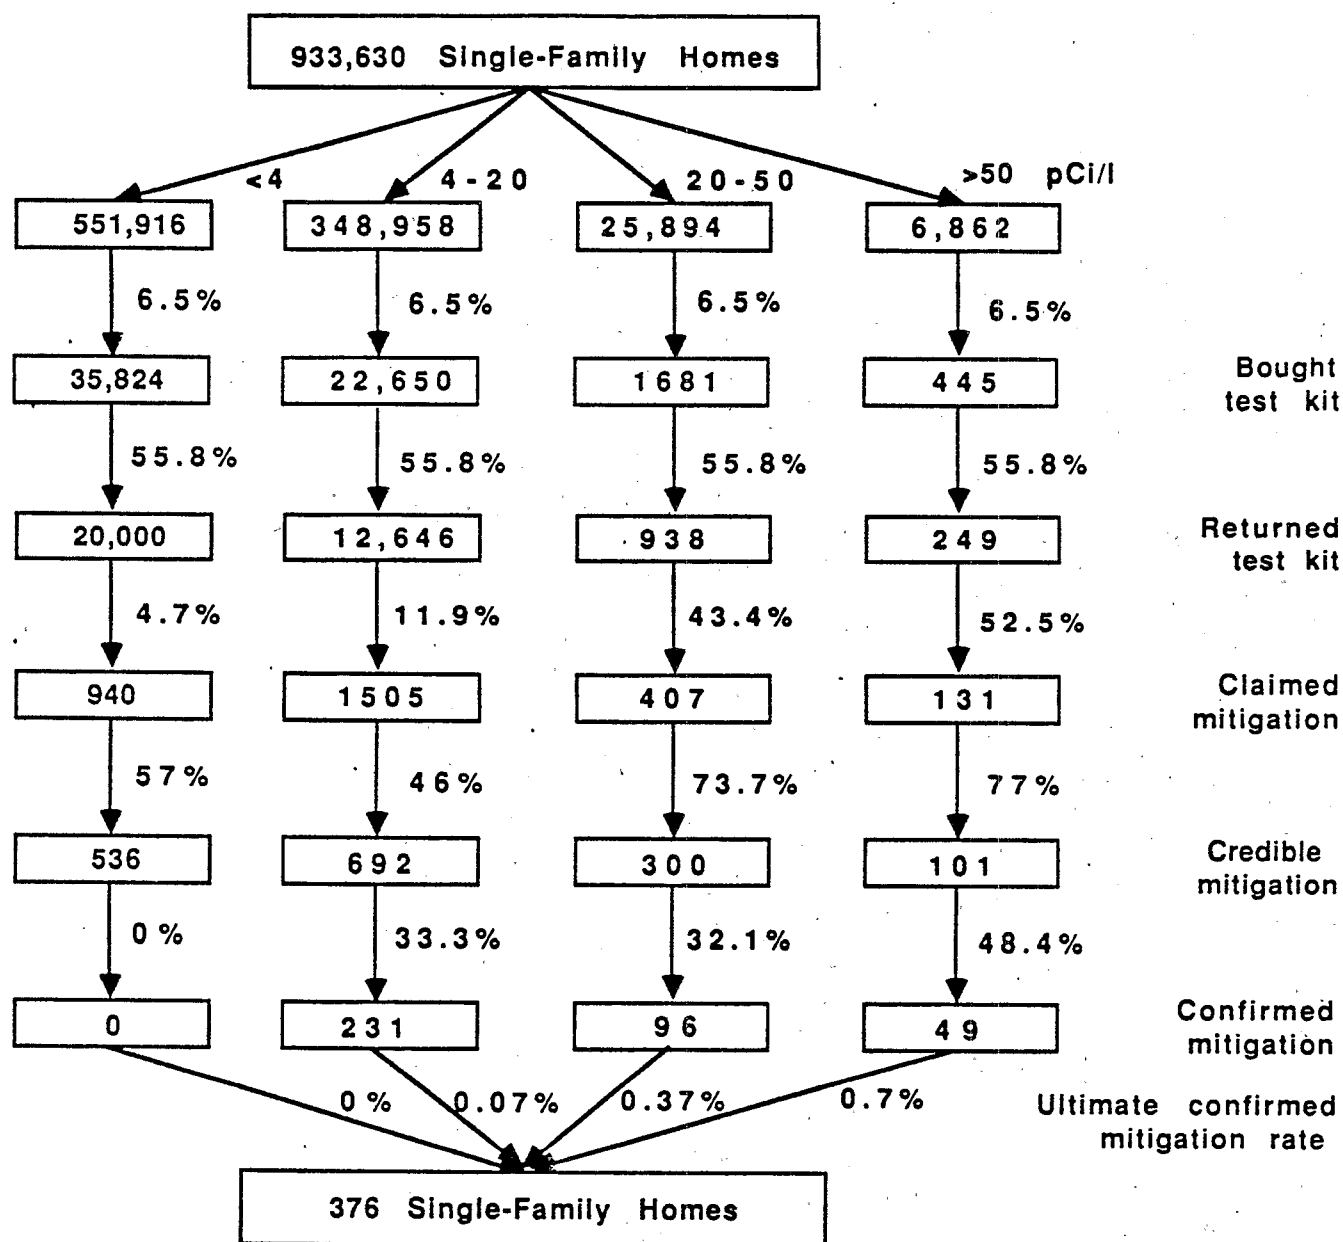 933,630 Single-Family Homes
<4 4-20 20-50 >50 pCi/l
551,916 348,958 25,894 6,862
6.5% 6.5% 6.5% 6.5%
35,824 22,650 1681 445 Bought
test kit
55.8% 55.8% 55.8% 55.8%
20,000 12,646 938 249 Returned
test kit
4.7% 11.9% 43.4% 52.5%
940 1505 407 131 Claimed
mitigation
57% 46% 73.7% 77%
536 692 300 101 Credible
mitigation
0% 33.3% 32.1% 48.4%
0 231 96 49 Confirmed
mitigation
0% 0.07% 0.37% 0.7% Ultimate confirmed
mitigation rate
376 Single-Family Homes